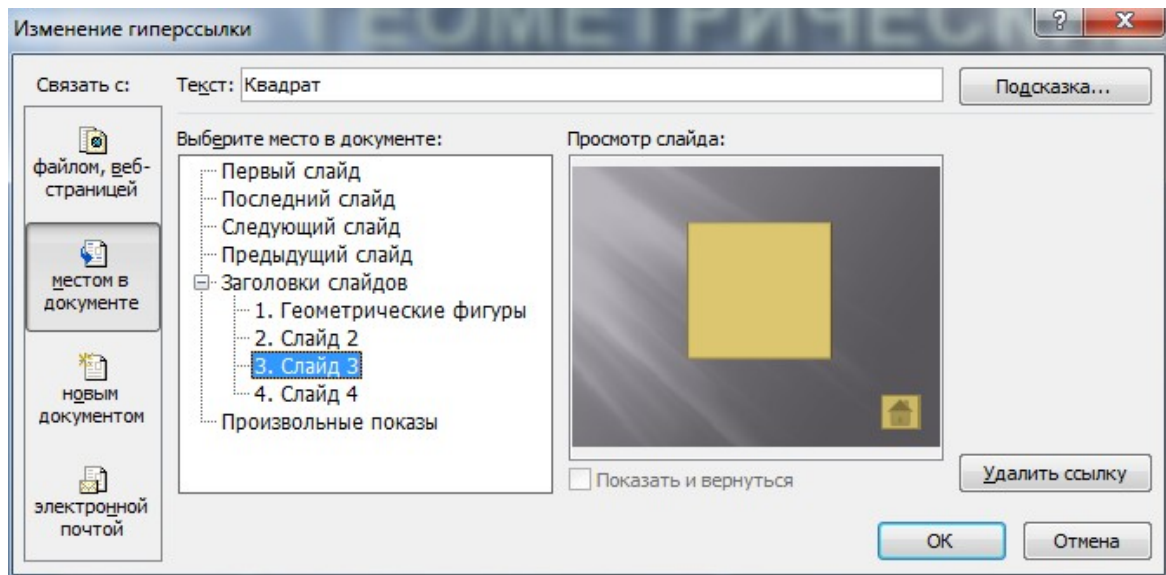 ГЕОМЕТРИЧЕСКИ
Изменение гиперссылки
Связать с:
Текст: Квадрат
Подсказка...
файлом, веб-
страницей
местом в
документе
новым
документом
электронной
почтой
Выберите место в документе:
Первый слайд
Последний слайд
Следующий слайд
Предыдущий слайд
Заголовки слайдов
1. Геометрические фигуры
2. Слайд 2
3. Слайд 3
4. Слайд 4
Произвольные показы
Просмотр слайда:
Показать и вернуться
Удалить ссылку
ОК
Отмена